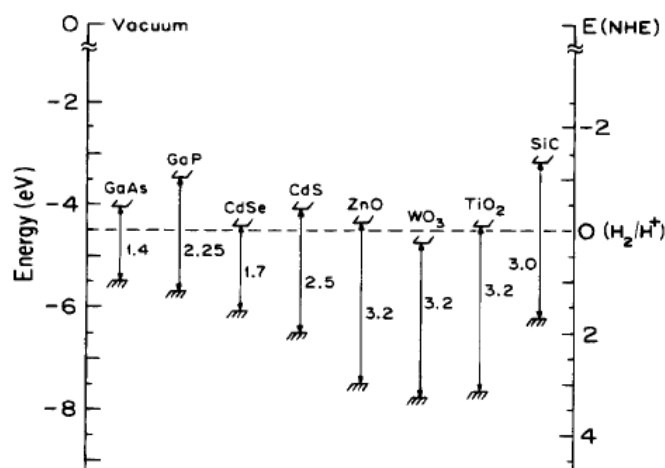 0 Vacuum E (NHE)
-2
-2
SiC
GaP
GaAs
CdSe CdS
ZnO WO₃ TiO₂
-4
Energy (eV)
0 (H₂/H⁺)
1.4 2.25 1.7 2.5 3.2 3.2 3.2 3.0
-6
2
-8
4